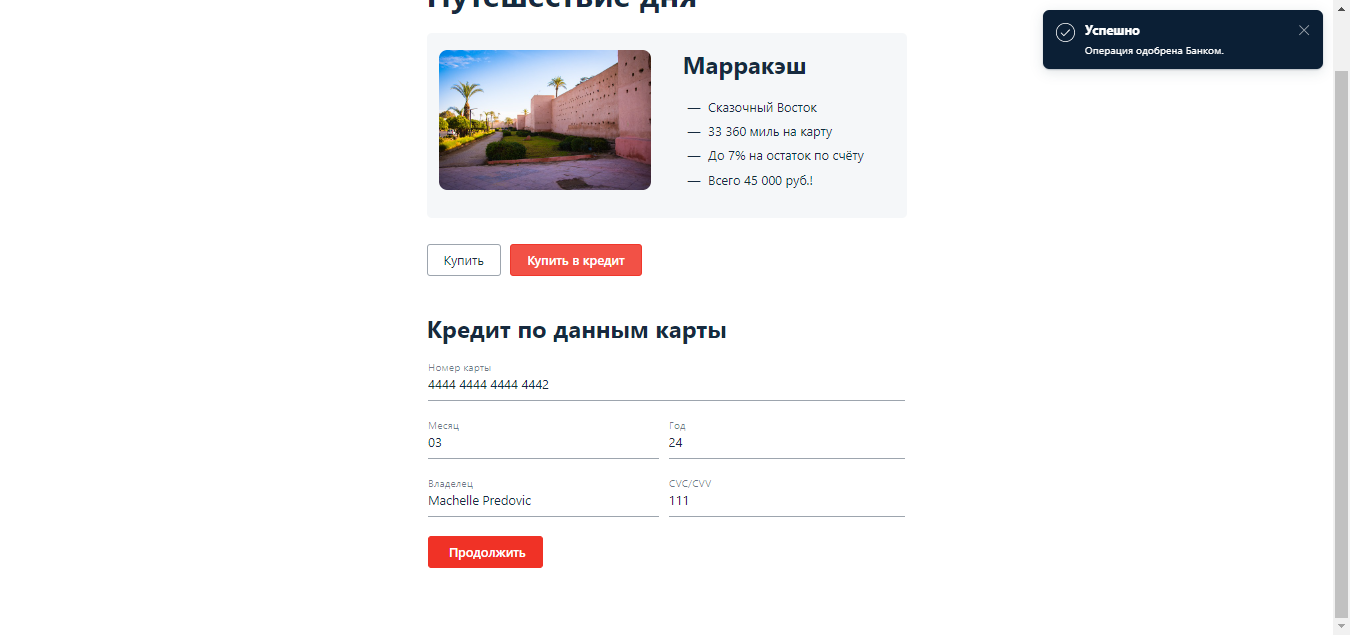 Путешествие дня
Успешно
Операция одобрена Банком.
Марракэш
— Сказочный Восток
— 33 360 миль на карту
— До 7% на остаток по счёту
— Всего 45 000 руб.!
Купить
Купить в кредит
Кредит по данным карты
Номер карты
4444 4444 4444 4442
Месяц
03
Год
24
Владелец
Machelle Predovic
CVC/CVV
111
Продолжить